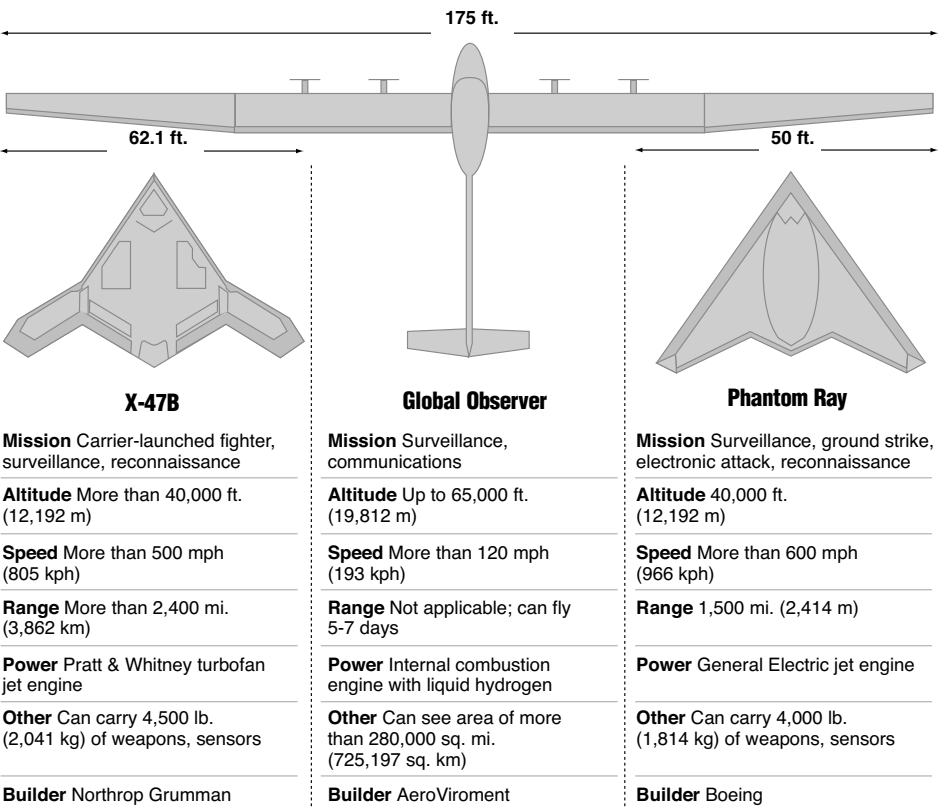 175 ft.
62.1 ft.
50 ft.
X-47B
Mission Carrier-launched fighter,
surveillance, reconnaissance
Altitude More than 40,000 ft.
(12,192 m)
Speed More than 500 mph
(805 kph)
Range More than 2,400 mi.
(3,862 km)
Power Pratt & Whitney turbofan
jet engine
Other Can carry 4,500 lb.
(2,041 kg) of weapons, sensors
Builder Northrop Grumman
Global Observer
Mission Surveillance,
communications
Altitude Up to 65,000 ft.
(19,812 m)
Speed More than 120 mph
(193 kph)
Range Not applicable; can fly
5-7 days
Power Internal combustion
engine with liquid hydrogen
Other Can see area of more
than 280,000 sq. mi.
(725,197 sq. km)
Builder AeroViroment
Phantom Ray
Mission Surveillance, ground strike,
electronic attack, reconnaissance
Altitude 40,000 ft.
(12,192 m)
Speed More than 600 mph
(966 kph)
Range 1,500 mi. (2,414 m)
Power General Electric jet engine
Other Can carry 4,000 lb.
(1,814 kg) of weapons, sensors
Builder Boeing